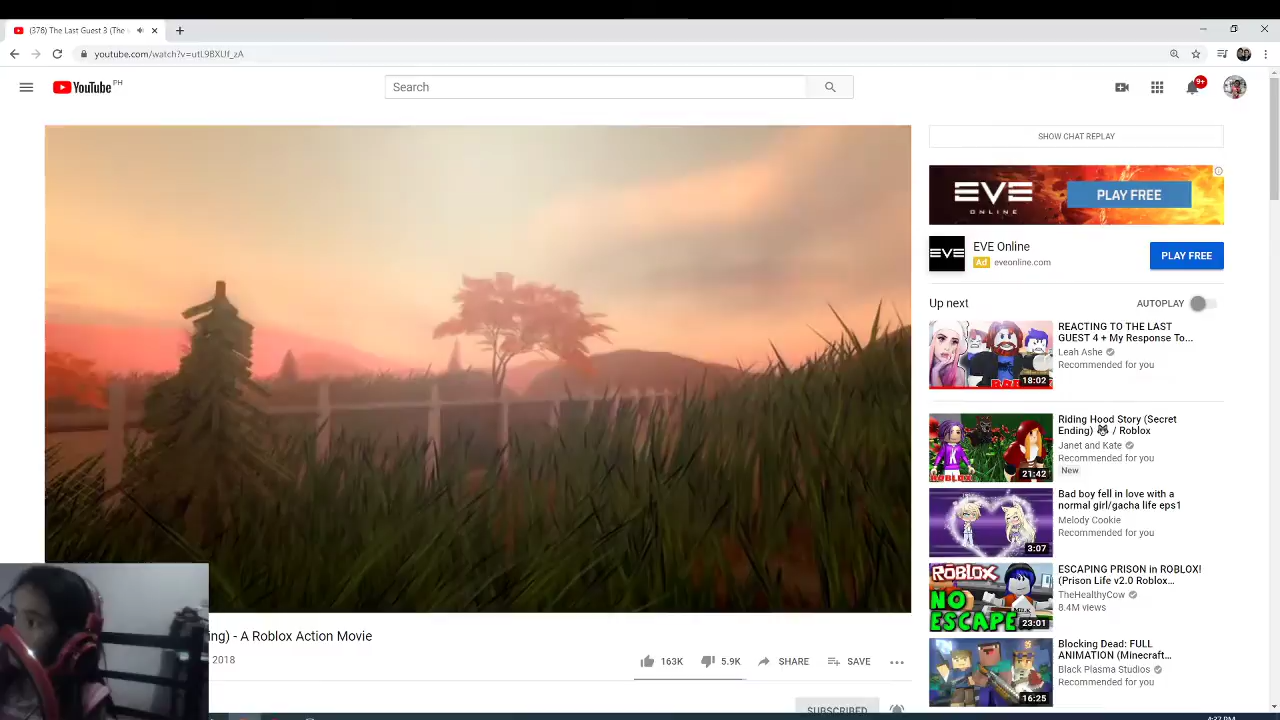 (378) The Last Guest 3 (The
youtube.com/watch?v=utL9BXUf_zA
YouTube PH
Search
9+
SHOW CHAT REPLAY
EVE
ONLINE
PLAY FREE
EVE
EVE Online
Ad eveonline.com
PLAY FREE
Up next
AUTOPLAY
REACTING TO THE LAST
GUEST 4 + My Response To...
Leah Ashe
Recommended for you
18:02
Riding Hood Story (Secret
Ending) 🐺 / Roblox
Janet and Kate
Recommended for you
New
ROBLOX
21:42
Bad boy fell in love with a
normal girl/gacha life eps1
Melody Cookie
Recommended for you
3:07
ROBLOX
NO
ESCAPE
ESCAPING PRISON in ROBLOX!
(Prison Life v2.0 Roblox...
TheHealthyCow
8.4M views
23:01
Blocking Dead: FULL
ANIMATION (Minecraft...
Black Plasma Studios
Recommended for you
16:25
ing) - A Roblox Action Movie
2018
163K
5.9K
SHARE
SAVE
SUBSCRIBED
4:37 PM